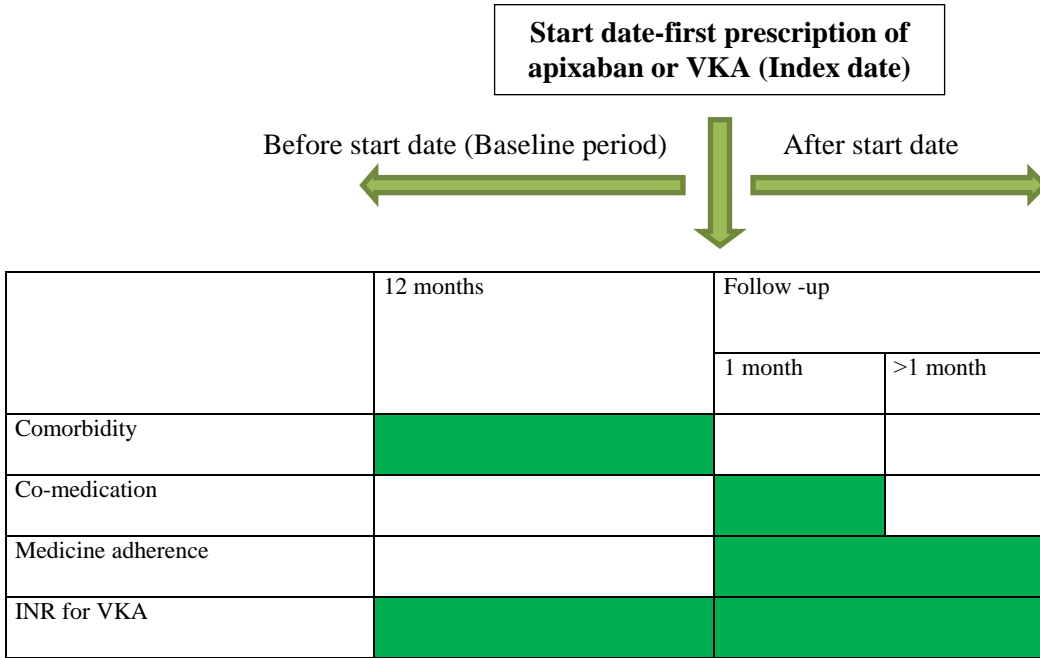 Start date-first prescription of
apixaban or VKA (Index date)
Before start date (Baseline period)
After start date
12 months
Follow -up
1 month
>1 month
Comorbidity
Co-medication
Medicine adherence
INR for VKA